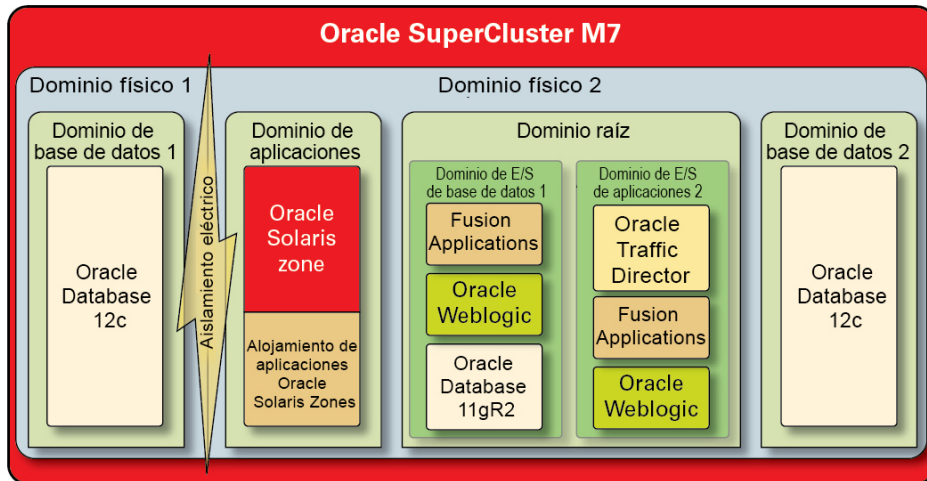 Oracle SuperCluster M7
Dominio físico 1
Dominio físico 2
Dominio de
base de datos 1
Oracle
Database
12c
Aislamiento eléctrico
Dominio de
aplicaciones
Oracle
Solaris
zone
Alojamiento de
aplicaciones
Oracle
Solaris Zones
Dominio raíz
Dominio de E/S
de base de datos 1
Fusion
Applications
Oracle
Weblogic
Oracle
Database
11gR2
Dominio de E/S
de aplicaciones 2
Oracle
Traffic
Director
Fusion
Applications
Oracle
Weblogic
Dominio de
base de datos 2
Oracle
Database
12c